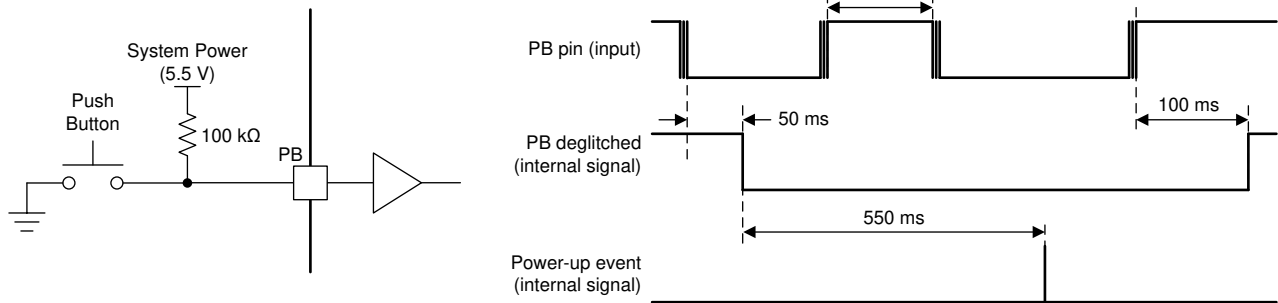 System Power
(5.5 V)
Push
Button
100 kΩ
PB
PB pin (input)
50 ms
100 ms
PB deglitched
(internal signal)
550 ms
Power-up event
(internal signal)